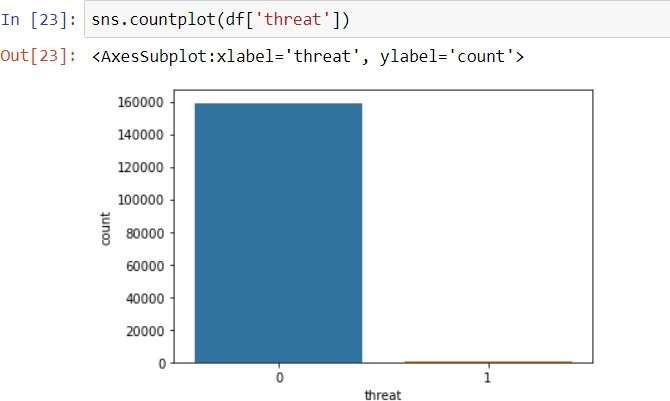 In [23]: sns.countplot(df['threat'])
Out[23]: <AxesSubplot:xlabel='threat', ylabel='count'>
160000
140000
120000
100000
80000
60000
40000
20000
0
count
0 1
threat